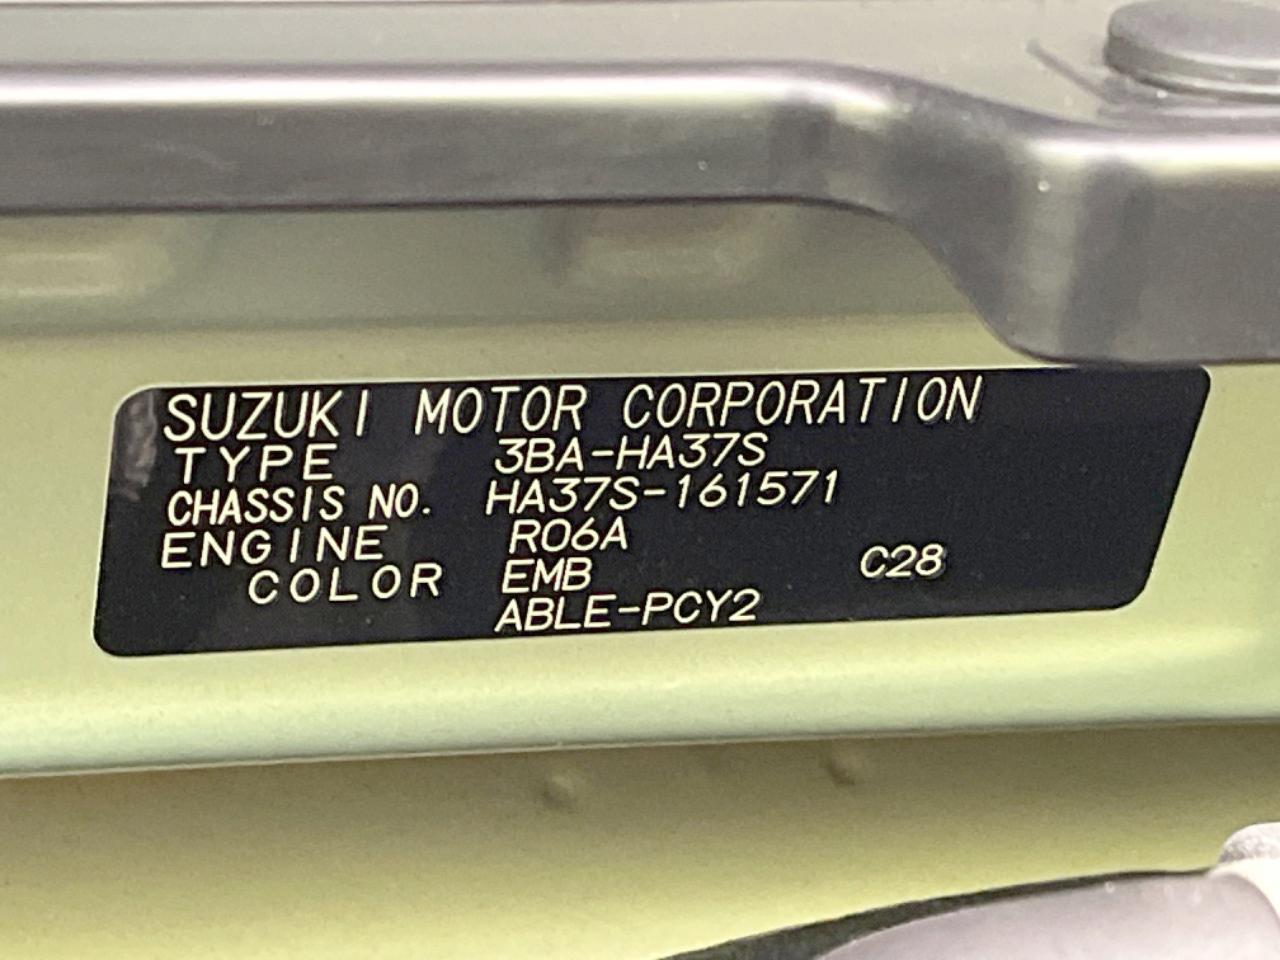 SUZUKI MOTOR CORPORATION
TYPE 3BA-HA37S
CHASSIS NO. HA37S-161571
ENGINE R06A
COLOR EMB C28
ABLE-PCY2